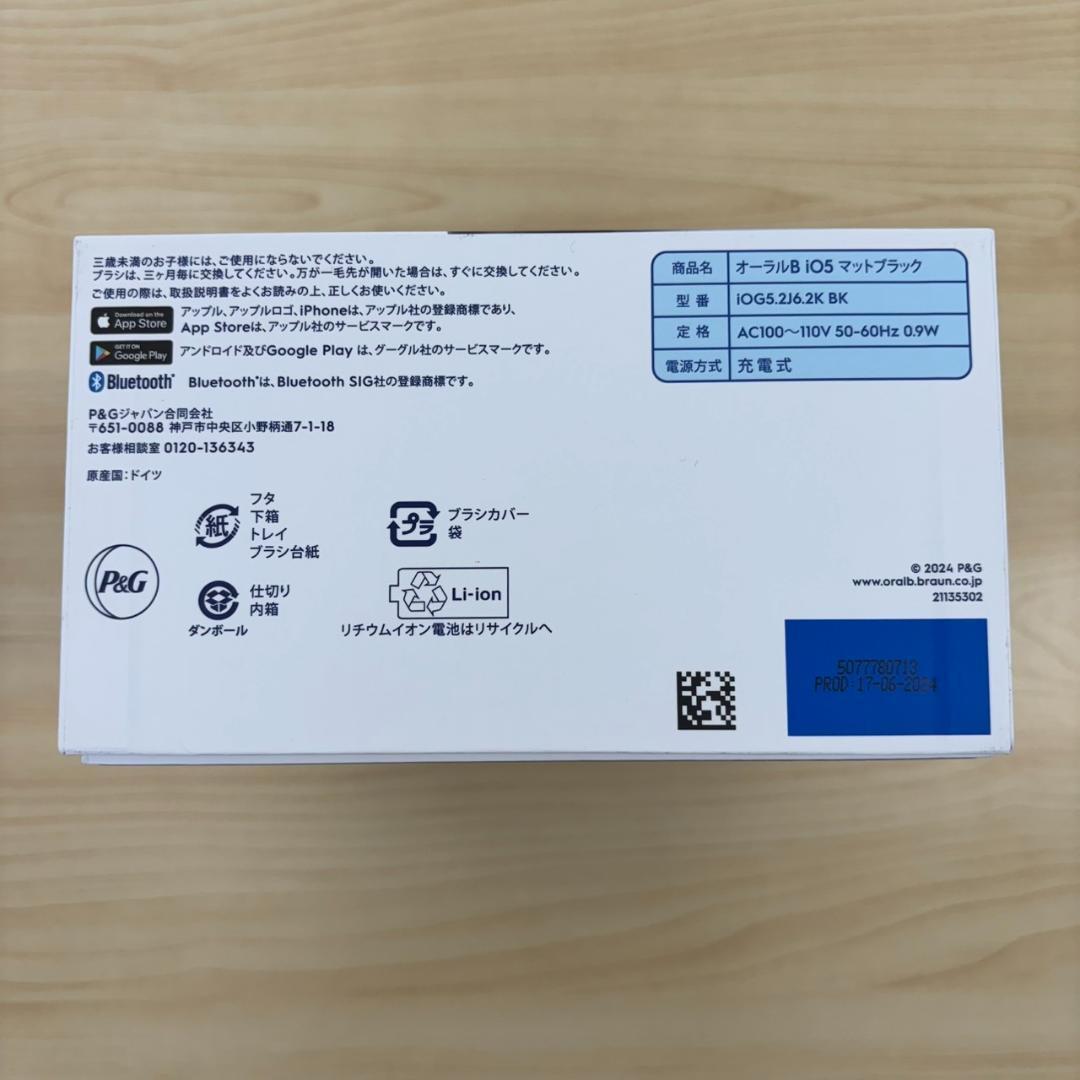 三歳未満のお子様には、ご使用にならないでください。
ブラシは、三ヶ月毎に交換してください。万が一毛先が開いた場合は、すぐに交換してください。
ご使用の際は、取扱説明書をよくお読みの上、正しくお使いください。
Download on the
App Store
アップル、アップルロゴ、iPhoneは、アップル社の登録商標であり、
App Storeは、アップル社のサービスマークです。
GET IT ON
Google Play
アンドロイド及びGoogle Play は、グーグル社のサービスマークです。
Bluetooth® Bluetooth®は、Bluetooth SIG社の登録商標です。
P&Gジャパン合同会社
〒651-0088 神戸市中央区小野柄通7-1-18
お客様相談室 0120-136343
原産国:ドイツ
商品名 オーラルB iO5 マットブラック
型番 iOG5.2J6.2K BK
定格 AC100〜110V 50-60Hz 0.9W
電源方式 充電式
紙
フタ
下箱
トレイ
ブラシ台紙
プラ
ブラシカバー
袋
P&G
ダンボール
仕切り
内箱
Li-ion
リチウムイオン電池はリサイクルへ
© 2024 P&G
www.oralb.braun.co.jp
21135302
5077780713
PROD:17-06-2024